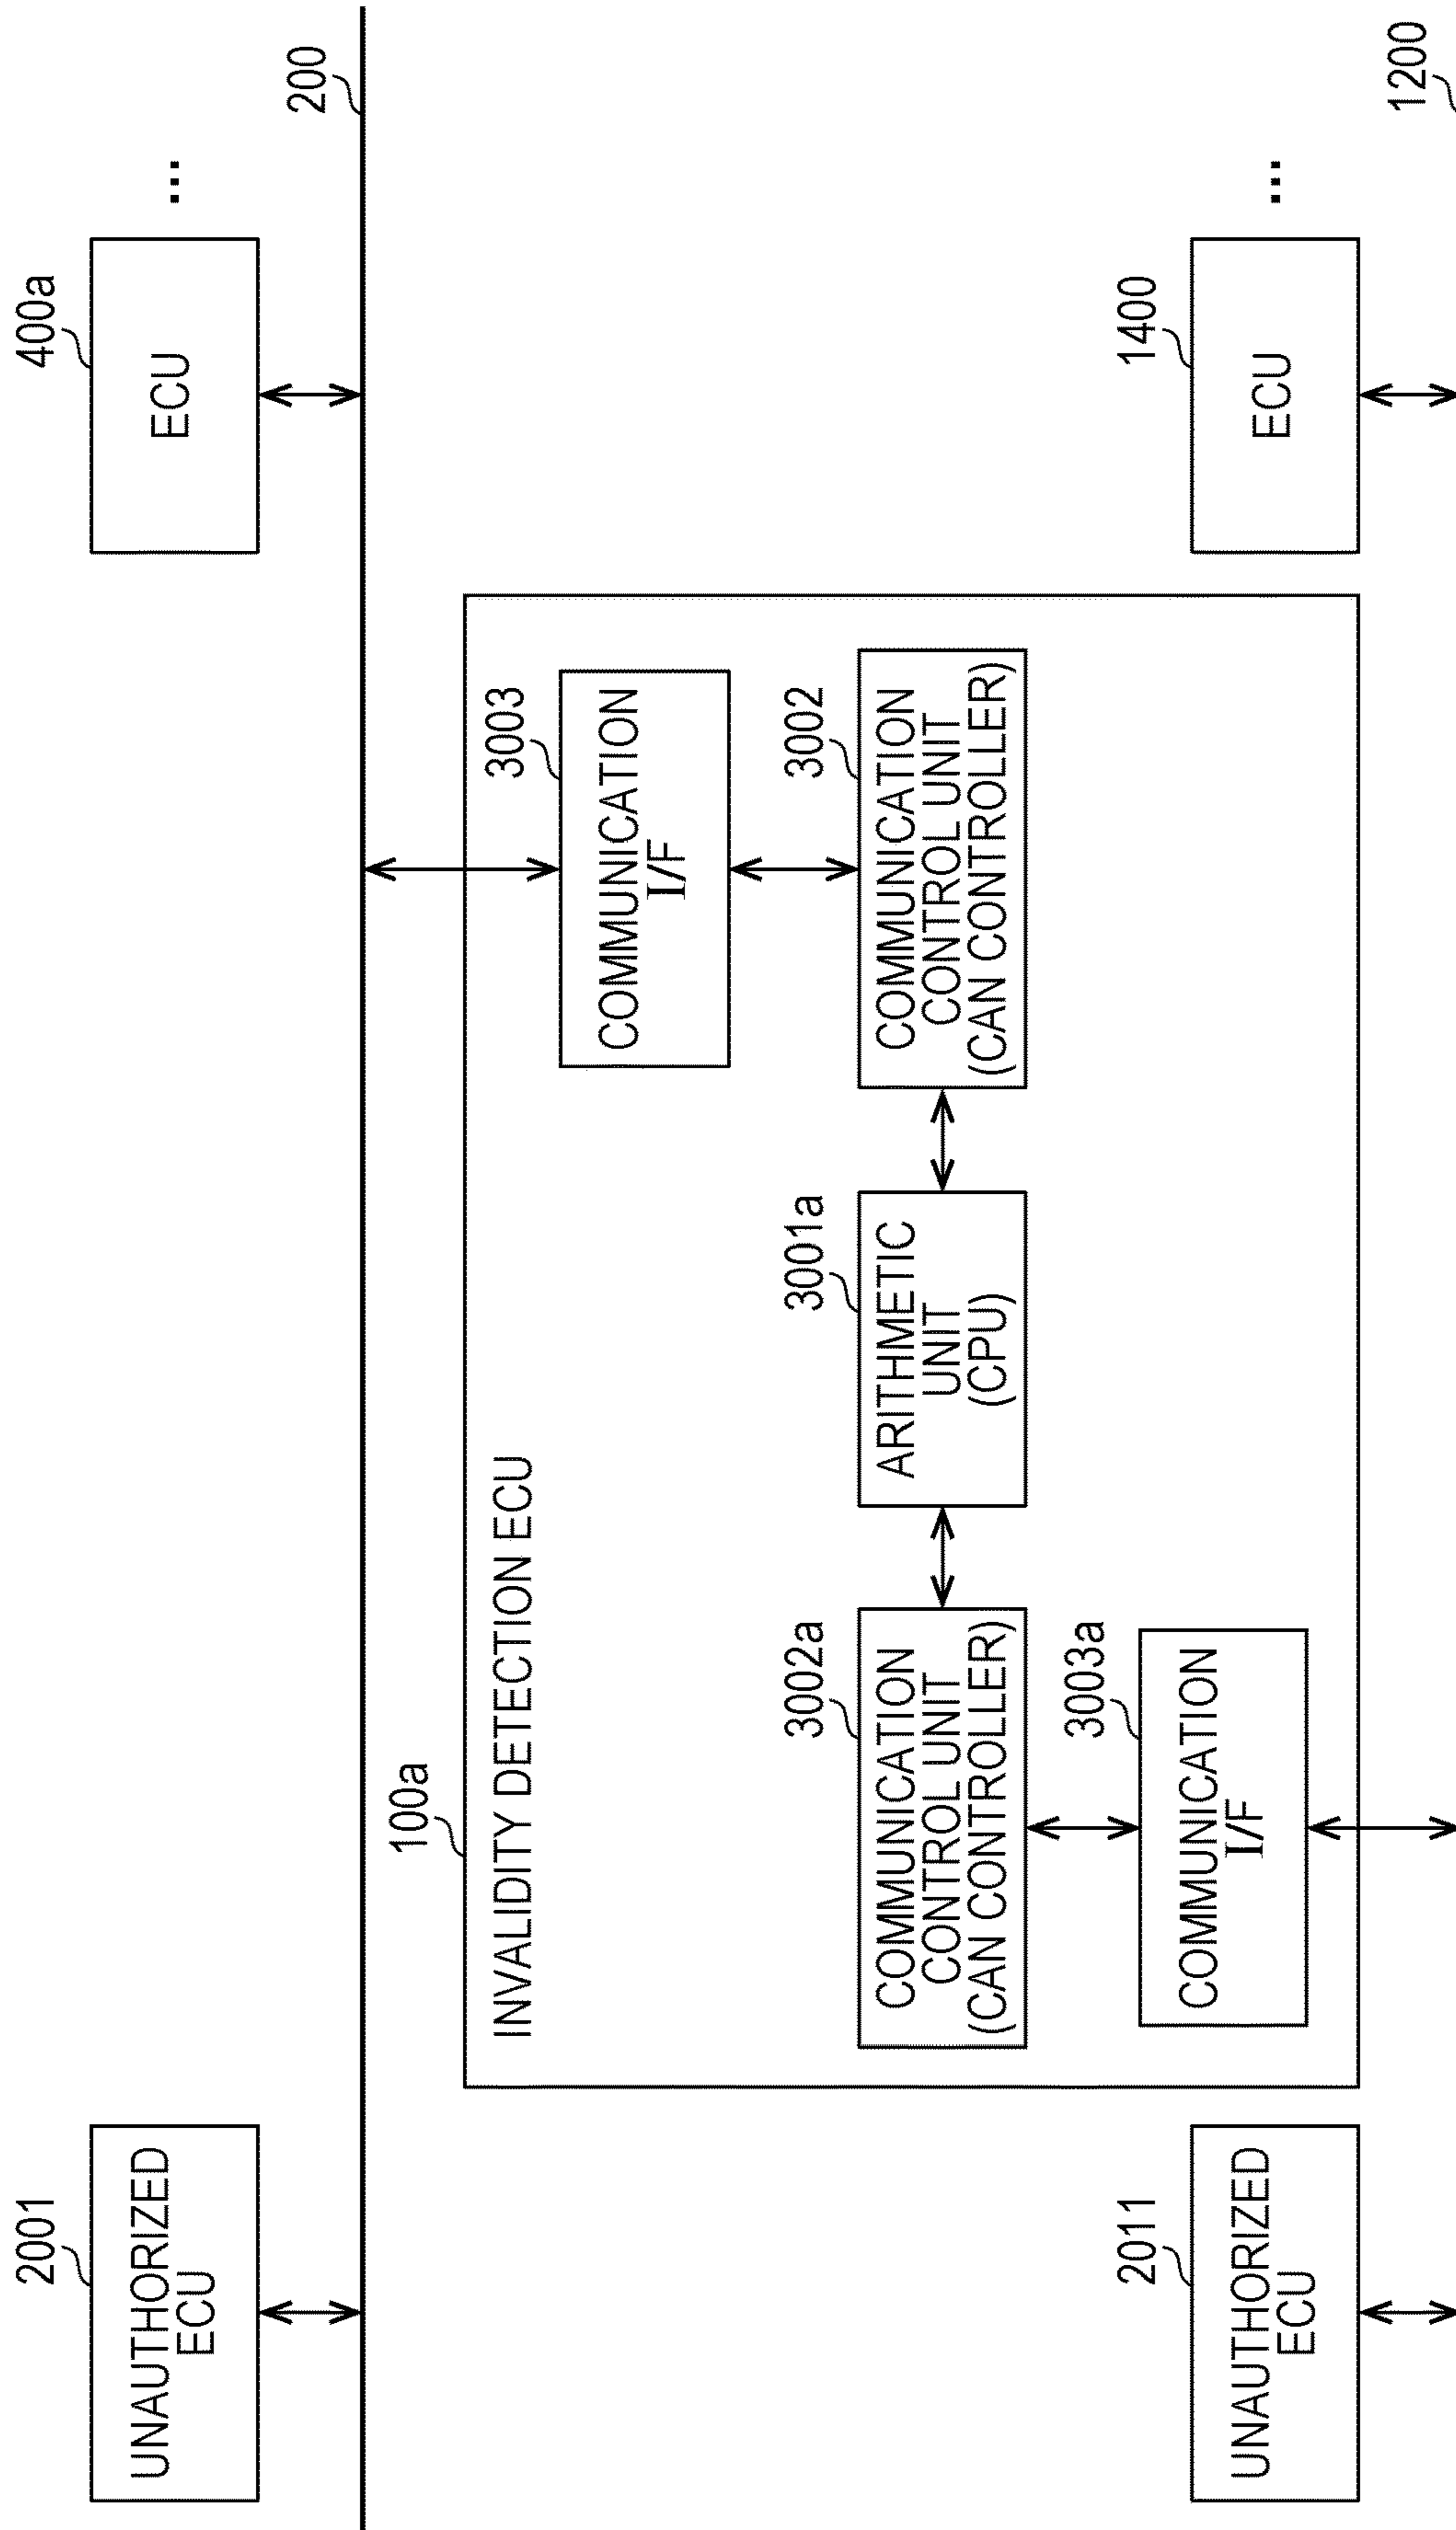 2001
UNAUTHORIZED
ECU
400a
ECU
...
200
100a
INVALIDITY DETECTION ECU
3003
COMMUNICATION
I/F
3002a
COMMUNICATION
CONTROL UNIT
(CAN CONTROLLER)
3001a
ARITHMETIC
UNIT
(CPU)
3002
COMMUNICATION
CONTROL UNIT
(CAN CONTROLLER)
3003a
COMMUNICATION
I/F
2011
UNAUTHORIZED
ECU
1400
ECU
...
1200